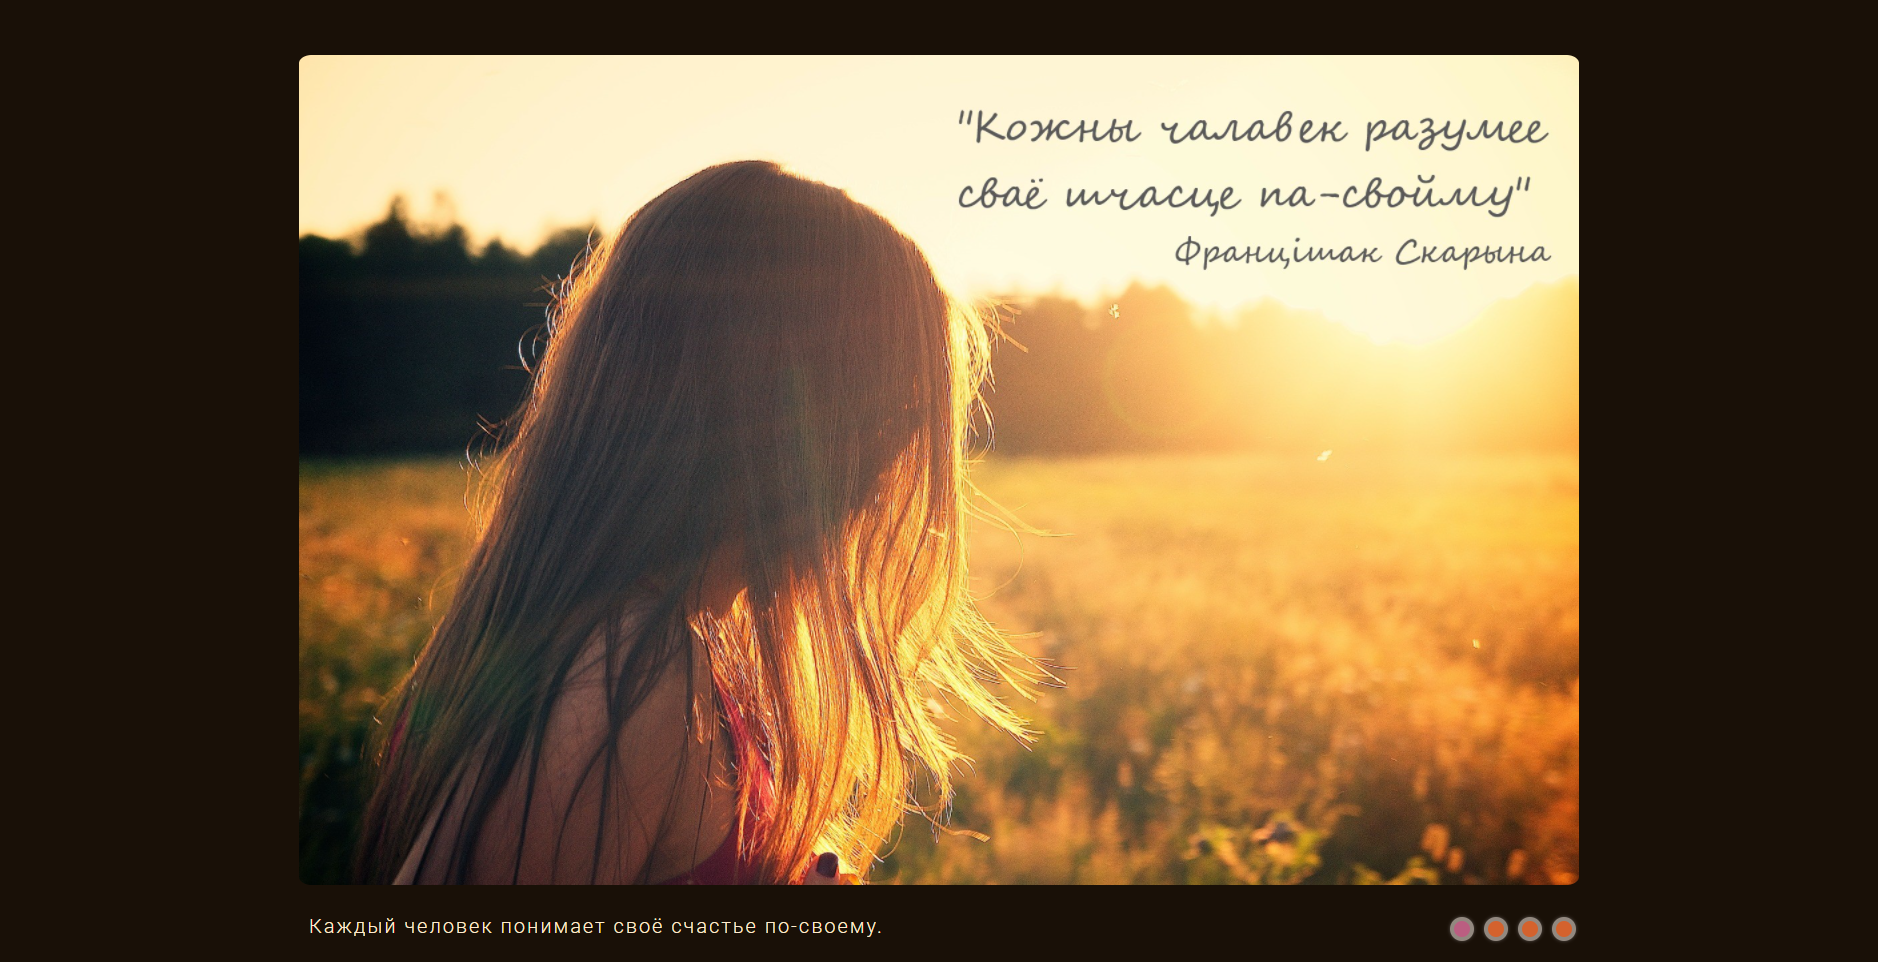 "Кожны чалавек разумее
сваё шчасце па-свойму"
Францішак Скарына
Каждый человек понимает своё счастье по-своему.